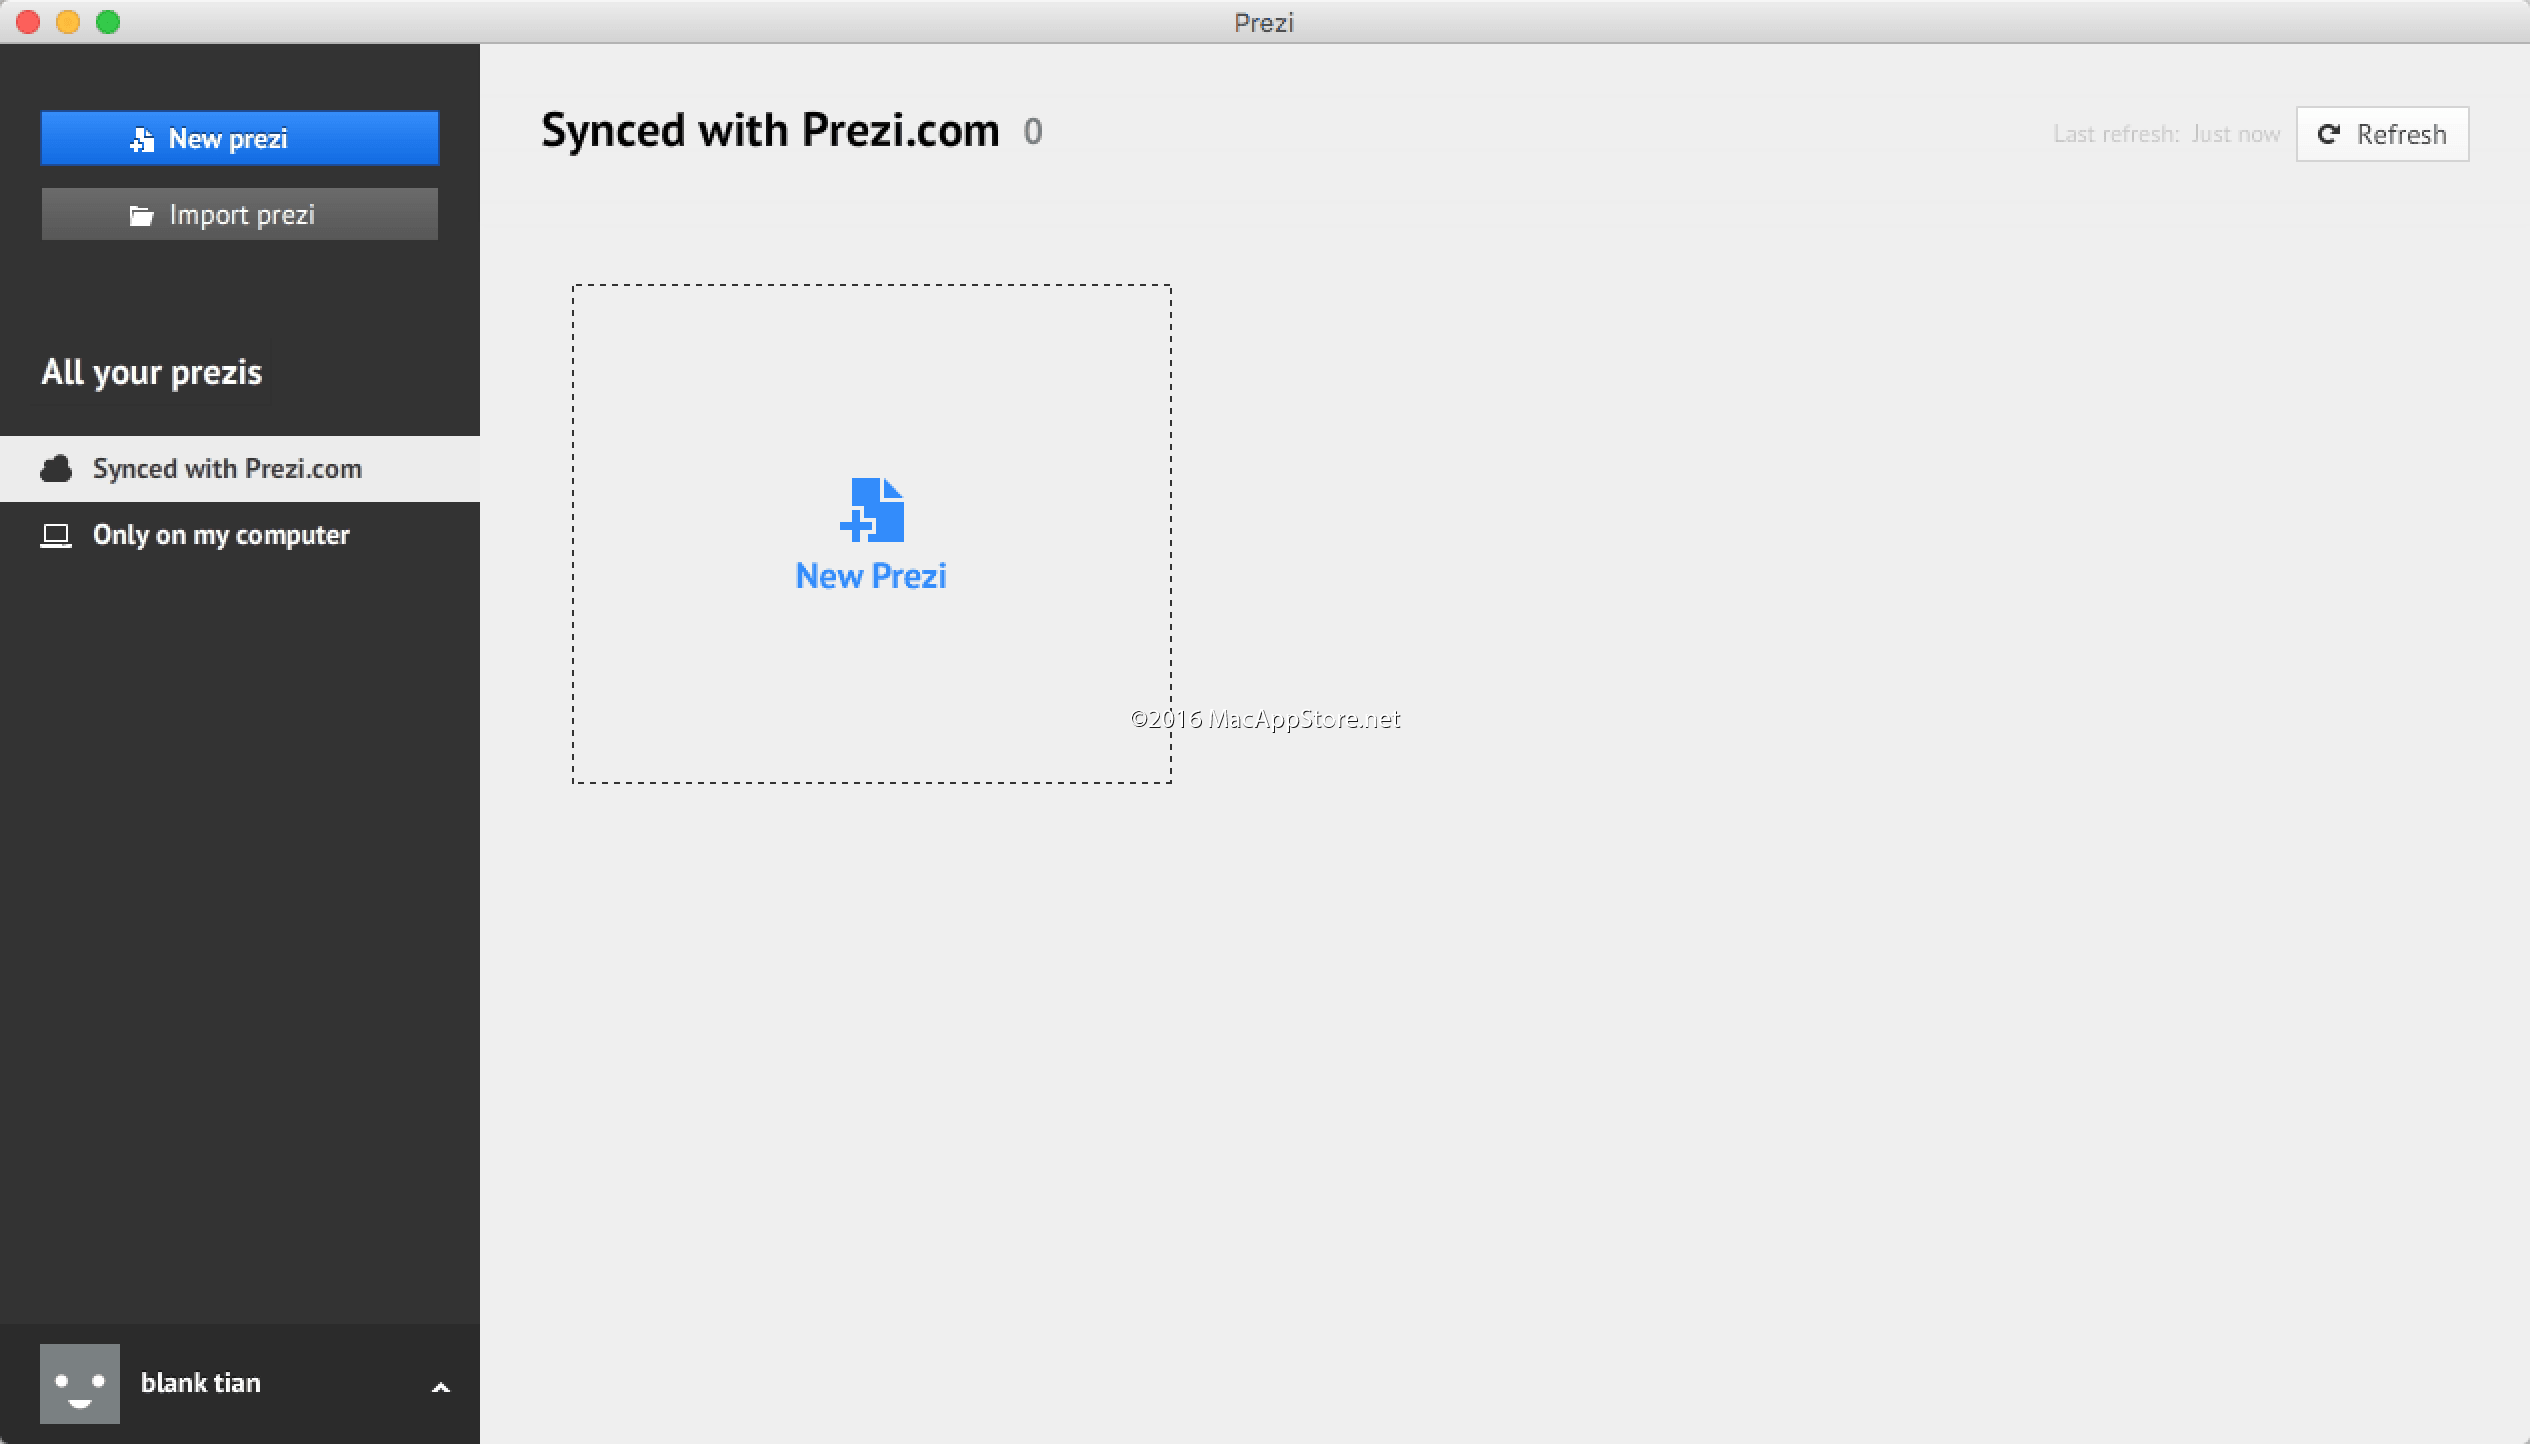 Prezi
New prezi
Import prezi
All your prezis
Synced with Prezi.com
Only on my computer
blank tian
Synced with Prezi.com 0
Last refresh: Just now
Refresh
New Prezi
©2016 MacAppStore.net